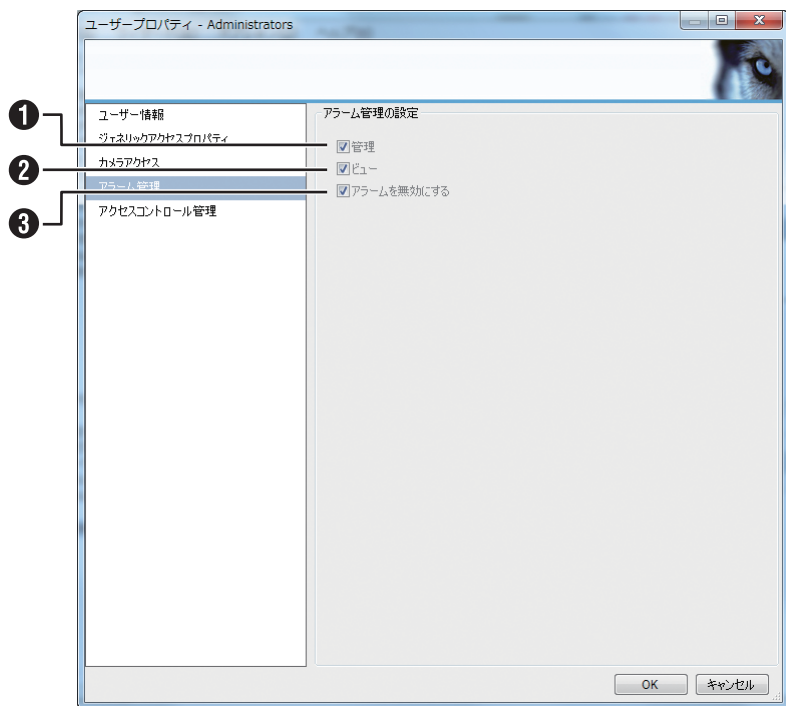 ユーザープロパティ - Administrators
ユーザー情報
ジェネリックアクセスプロパティ
カメラアクセス
アラーム管理
アクセスコントロール管理
アラーム管理の設定
❶
管理
❷
ビュー
❸
アラームを無効にする
OK
キャンセル